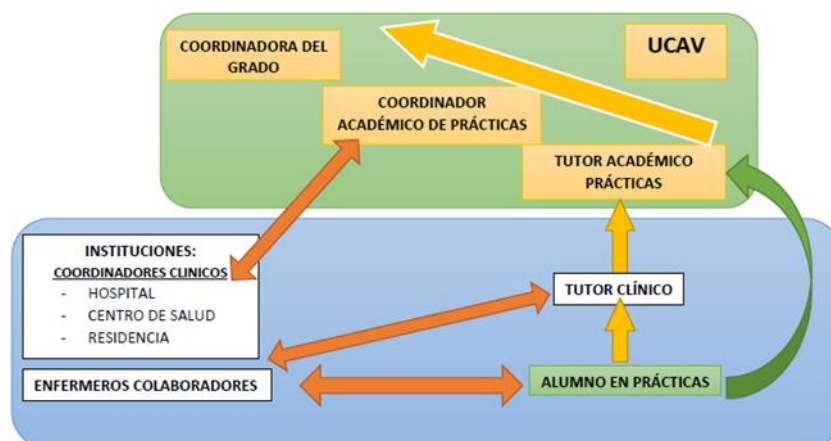 COORDINADORA DEL
GRADO
UCAV
COORDINADOR
ACADÉMICO DE PRÁCTICAS
TUTOR ACADÉMICO
PRÁCTICAS
INSTITUCIONES:
COORDINADORES CLINICOS
- HOSPITAL
- CENTRO DE SALUD
- RESIDENCIA
TUTOR CLÍNICO
ENFERMEROS COLABORADORES
ALUMNO EN PRÁCTICAS